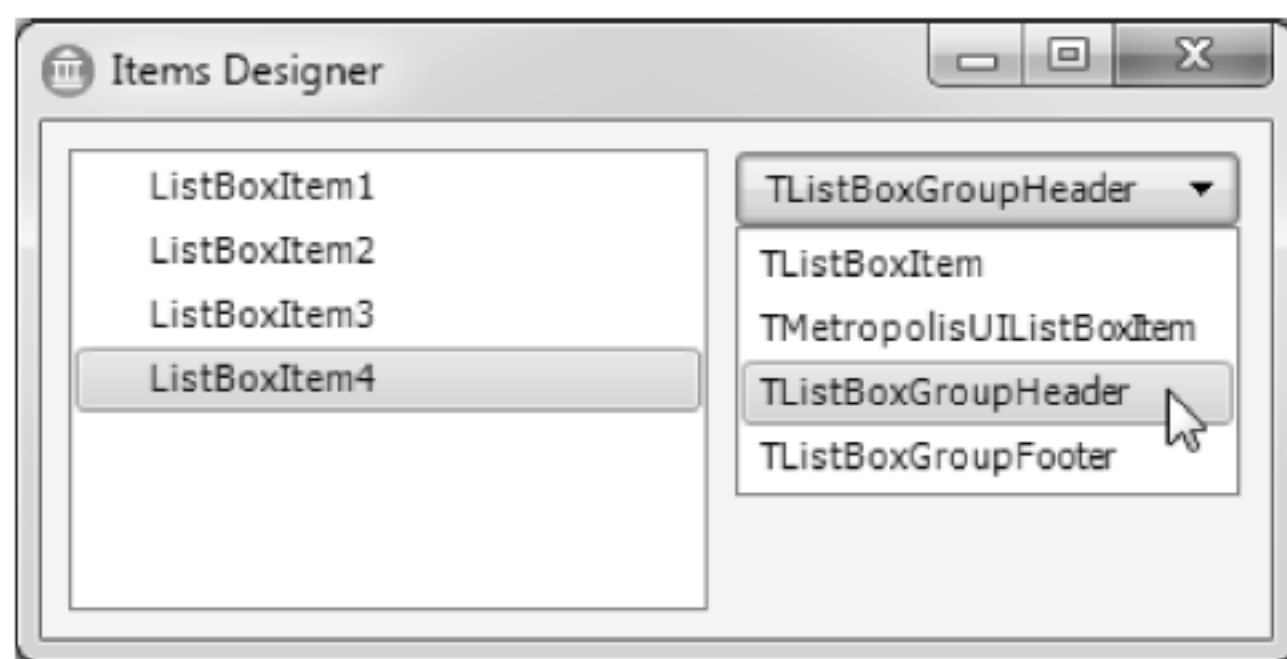 Items Designer
ListBoxItem1
ListBoxItem2
ListBoxItem3
ListBoxItem4
TListBoxGroupHeader
TListBoxItem
TMetropolisUIListBoxItem
TListBoxGroupHeader
TListBoxGroupFooter